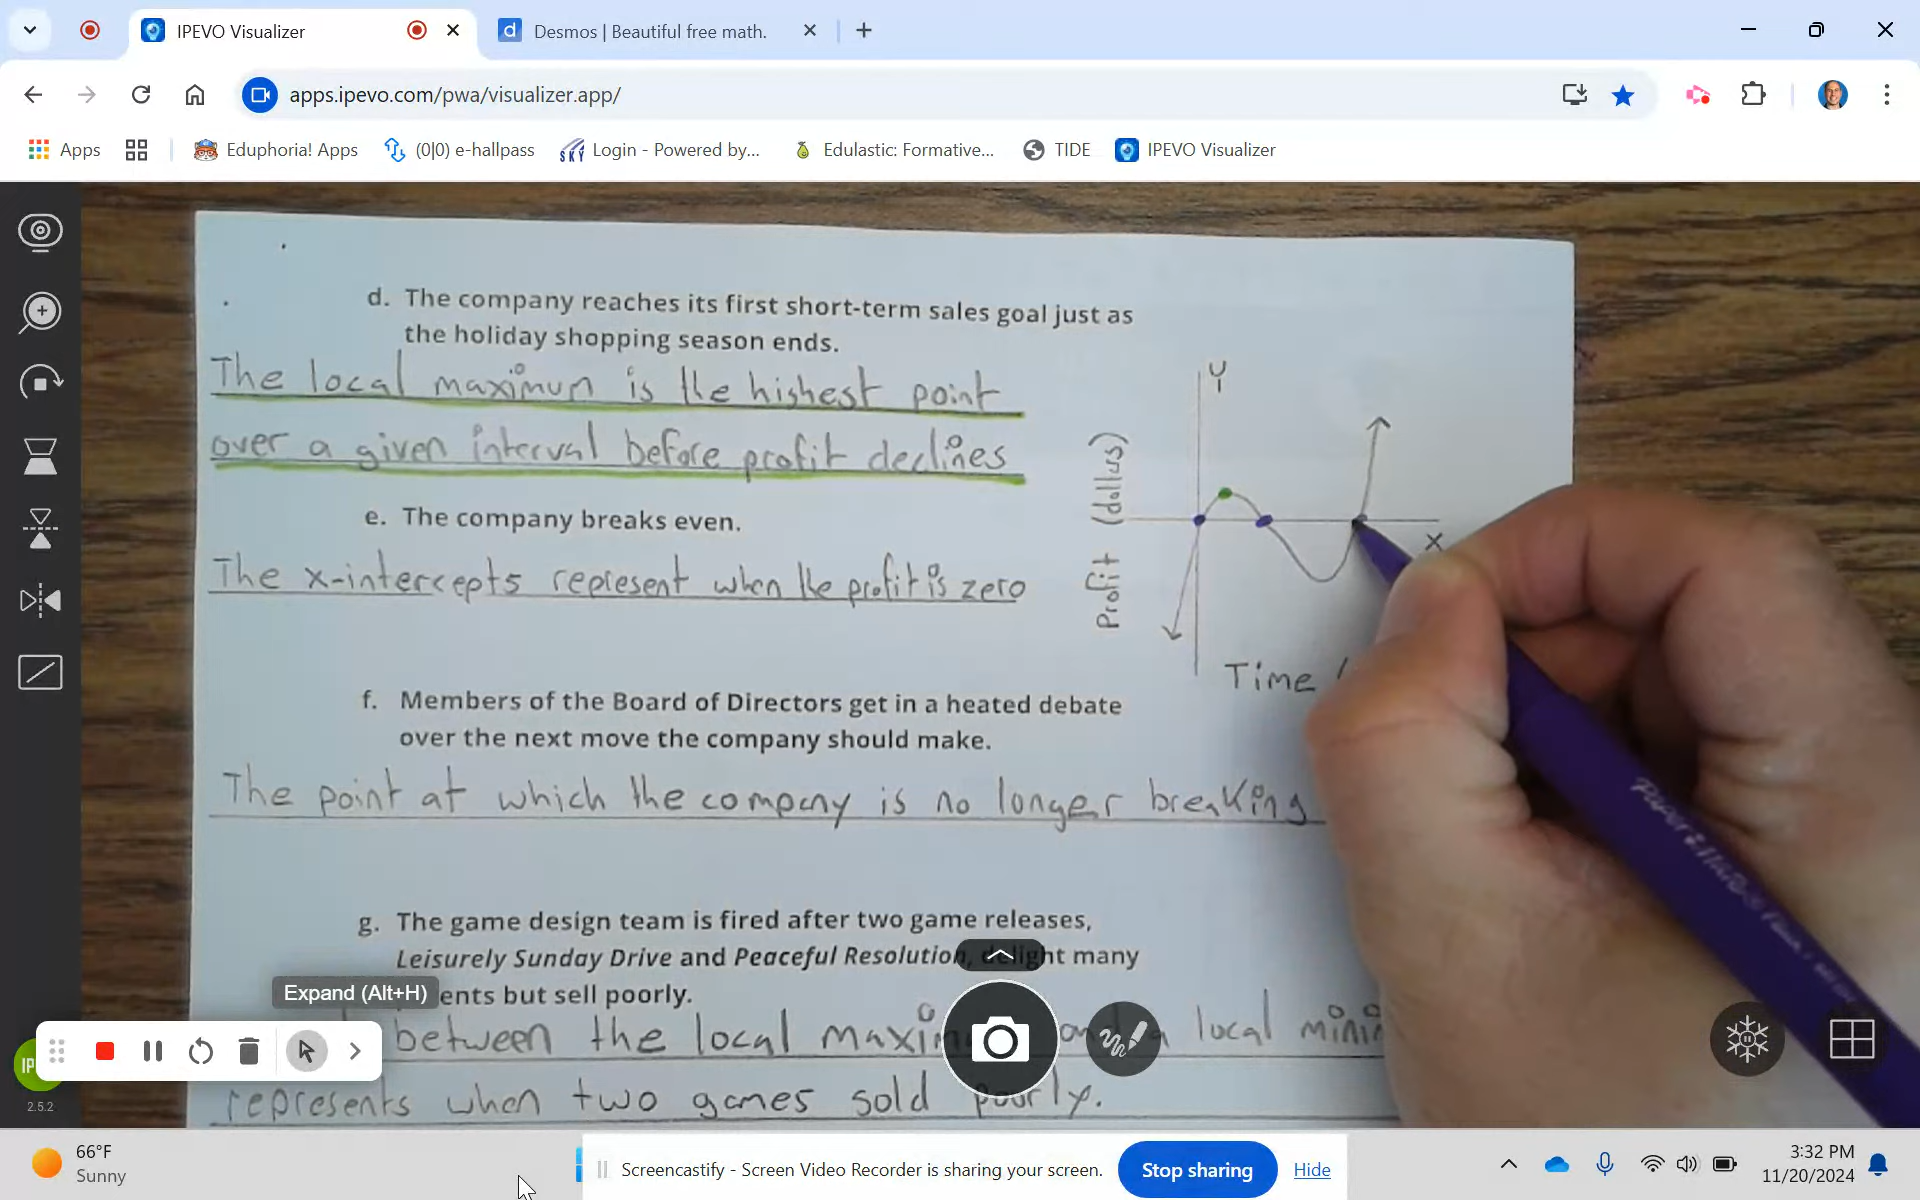 IPEVO Visualizer
Desmos | Beautiful free math.
apps.ipevo.com/pwa/visualizer.app/
Apps
Eduphoria! Apps
(0|0) e-hallpass
SKY Login - Powered by...
Edulastic: Formative...
TIDE
IPEVO Visualizer
d. The company reaches its first short-term sales goal just as
the holiday shopping season ends.
The local maximum is the highest point
over a given interval before profit declines
e. The company breaks even.
The x-intercepts represent when the profit is zero
Y
Profit (dollars)
X
Time
f. Members of the Board of Directors get in a heated debate
over the next move the company should make.
The point at which the company is no longer breaking
g. The game design team is fired after two game releases,
Leisurely Sunday Drive and Peaceful Resolution, delight many
ents but sell poorly.
between the local and a local
represents when two games sold poorly.
Paper:Mate Flair
Expand (Alt+H)
IP
2.5.2
66°F
Sunny
Screencastify - Screen Video Recorder is sharing your screen.
Stop sharing
Hide
3:32 PM
11/20/2024